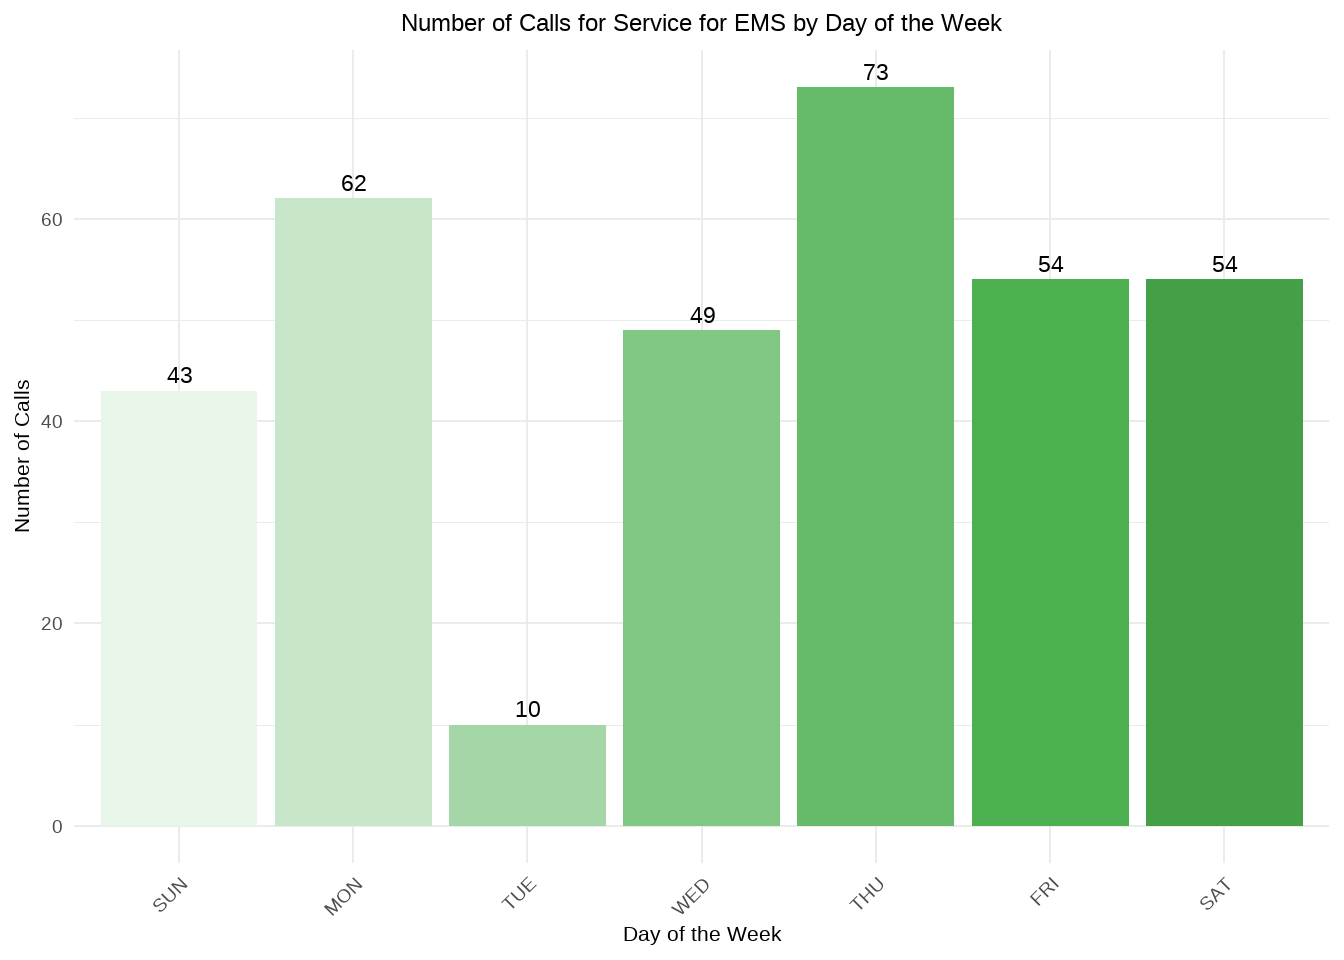 Number of Calls for Service for EMS by Day of the Week
73
62
60
54
54
49
43
40
Number of Calls
20
10
0
SUN
MON
TUE
WED
THU
FRI
SAT
Day of the Week